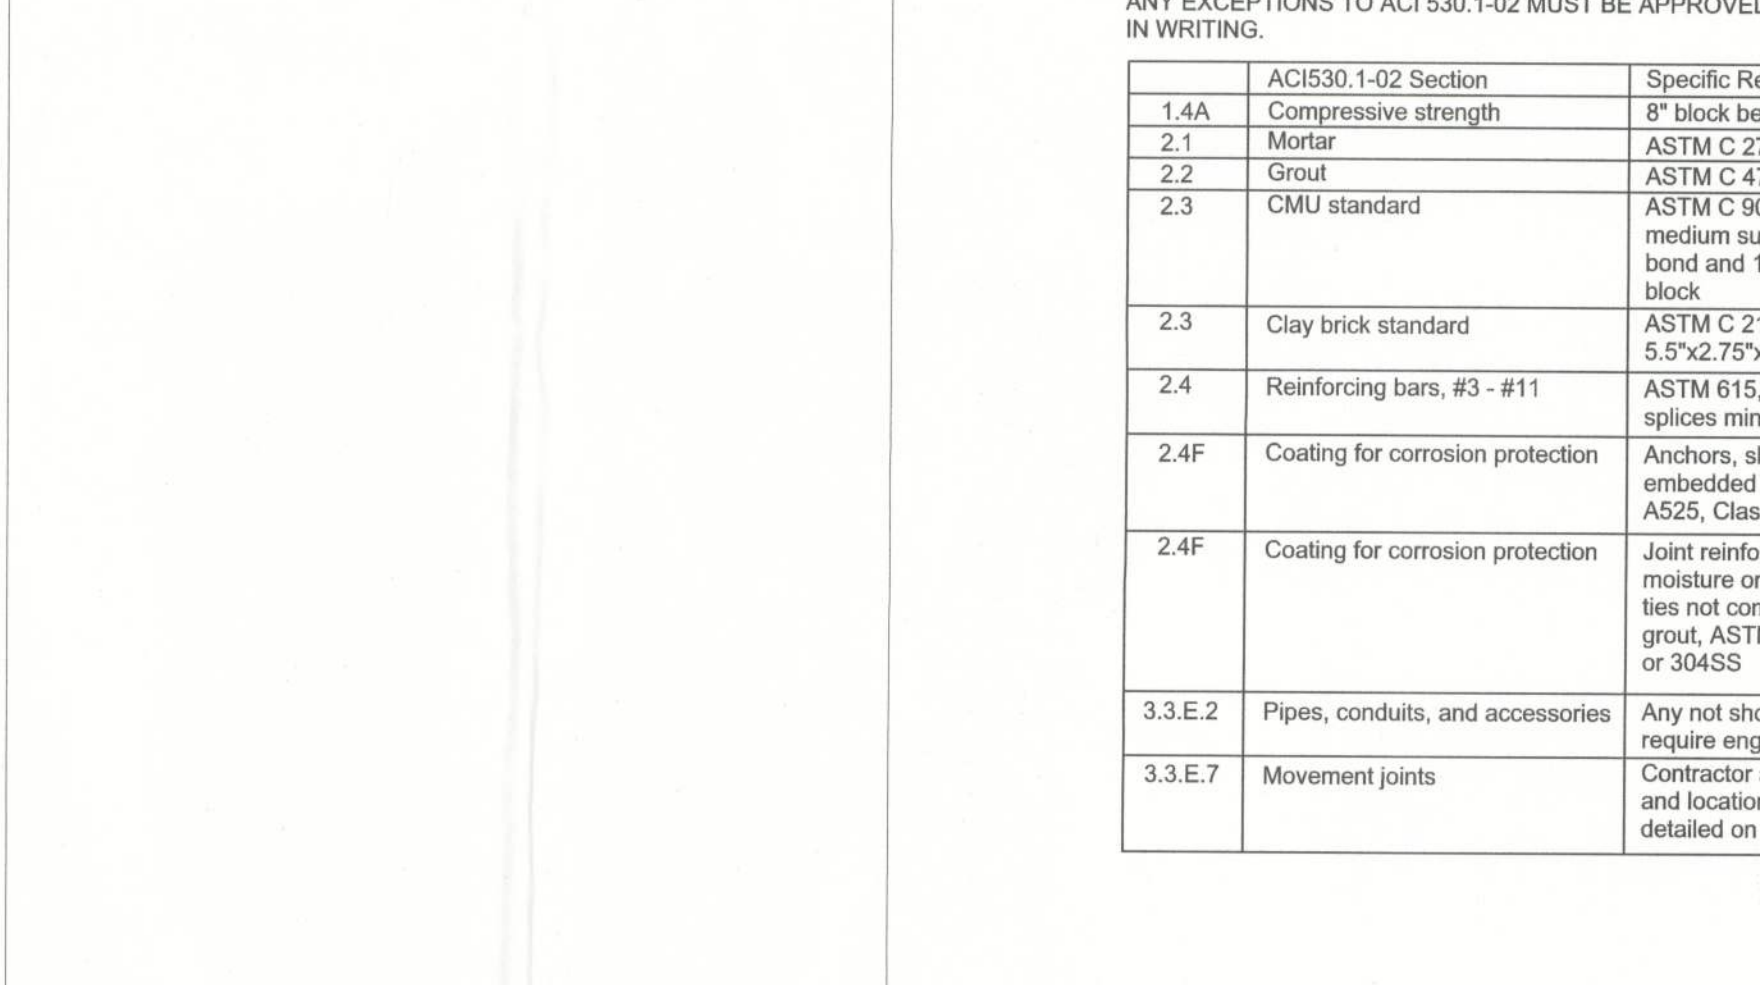 ANY EXCEPTIONS TO ACI 530.1-02 MUST BE APPROVED
IN WRITING.
ACI530.1-02 Section Specific Re
1.4A Compressive strength 8" block be
2.1 Mortar ASTM C 27
2.2 Grout ASTM C 47
2.3 CMU standard ASTM C 90
medium su
bond and 1
block
2.3 Clay brick standard ASTM C 21
5.5"x2.75"x
2.4 Reinforcing bars, #3 - #11 ASTM 615,
splices min
2.4F Coating for corrosion protection Anchors, sh
embedded
A525, Clas
2.4F Coating for corrosion protection Joint reinfo
moisture or
ties not com
grout, ASTM
or 304SS
3.3.E.2 Pipes, conduits, and accessories Any not sho
require eng
3.3.E.7 Movement joints Contractor
and location
detailed on